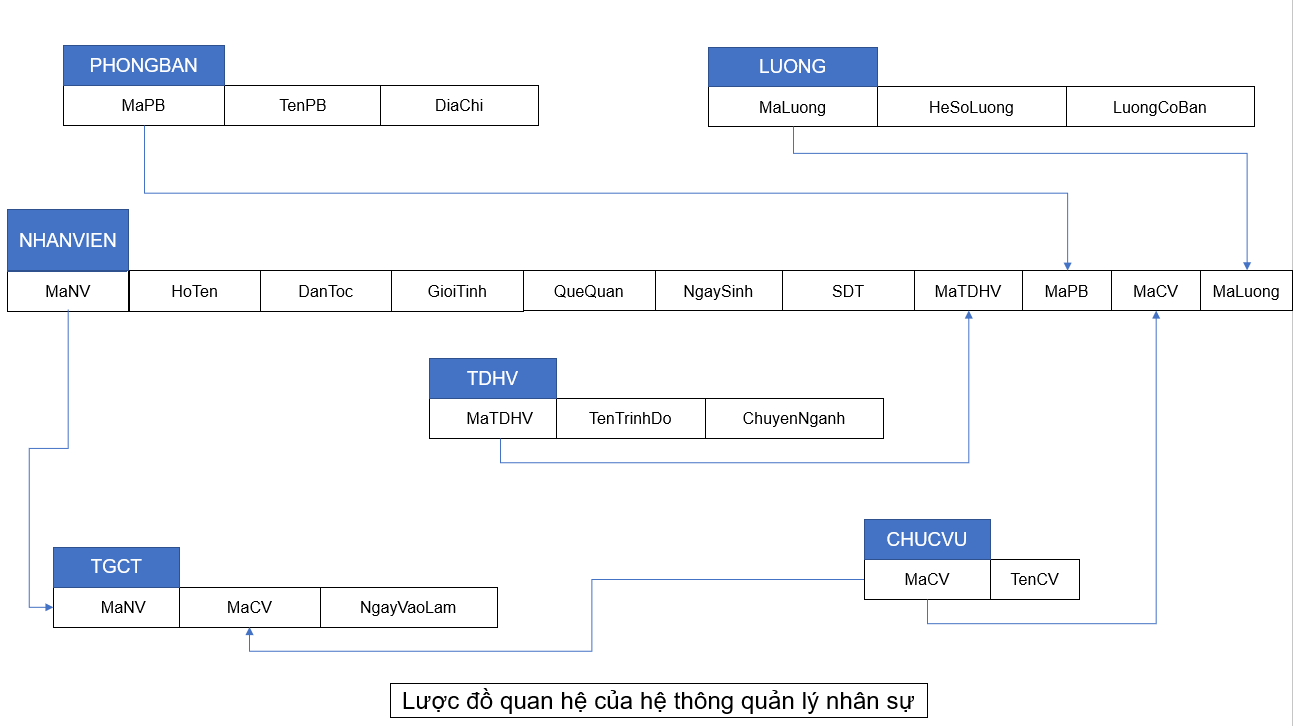 PHONGBAN
MaPB TenPB DiaChi
LUONG
MaLuong HeSoLuong LuongCoBan
NHANVIEN
MaNV HoTen DanToc GioiTinh QueQuan NgaySinh SDT MaTDHV MaPB MaCV MaLuong
TDHV
MaTDHV TenTrinhDo ChuyenNganh
CHUCVU
MaCV TenCV
TGCT
MaNV MaCV NgayVaoLam
Lược đồ quan hệ của hệ thống quản lý nhân sự